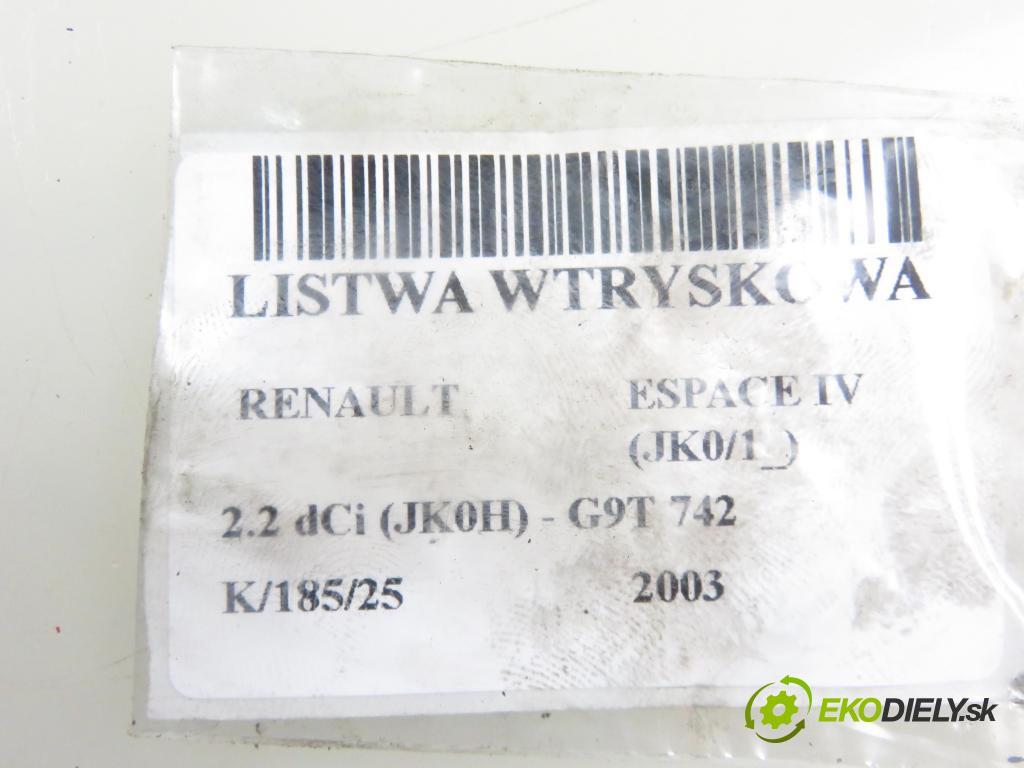 LISTWA WTRYSKOWA
RENAULT ESPACE IV
(JK0/1_)
2.2 dCi (JK0H) - G9T 742
K/185/25 2003
EKODIELY.sk